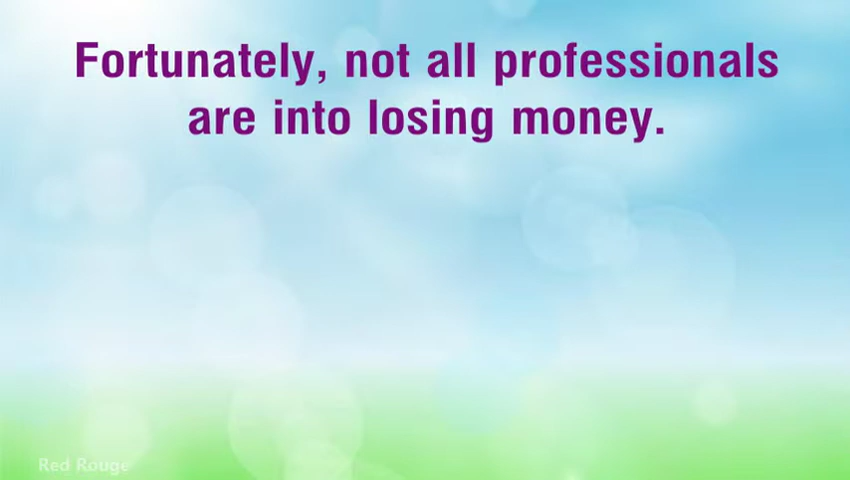 Fortunately, not all professionals
are into losing money.
Red Rouge